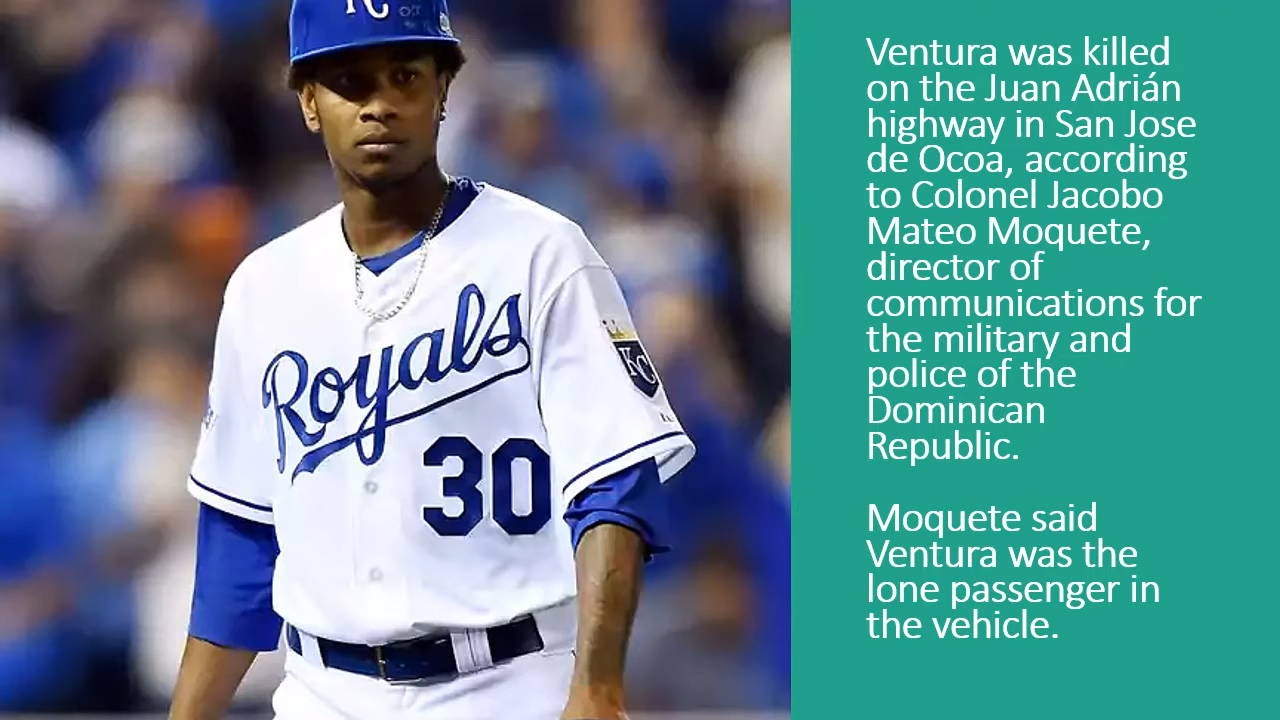 KC
Royals
KC
30
Ventura was killed
on the Juan Adrián
highway in San Jose
de Ocoa, according
to Colonel Jacobo
Mateo Moquete,
director of
communications for
the military and
police of the
Dominican
Republic.
Moquete said
Ventura was the
lone passenger in
the vehicle.